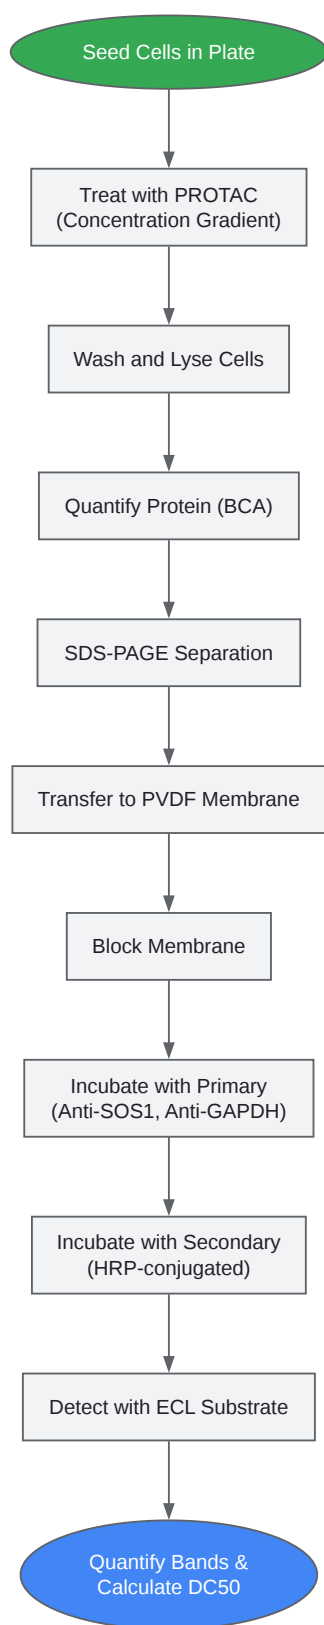 Seed Cells in Plate
Treat with PROTAC
(Concentration Gradient)
Wash and Lyse Cells
Quantify Protein (BCA)
SDS-PAGE Separation
Transfer to PVDF Membrane
Block Membrane
Incubate with Primary
(Anti-SOS1, Anti-GAPDH)
Incubate with Secondary
(HRP-conjugated)
Detect with ECL Substrate
Quantify Bands &
Calculate DC50